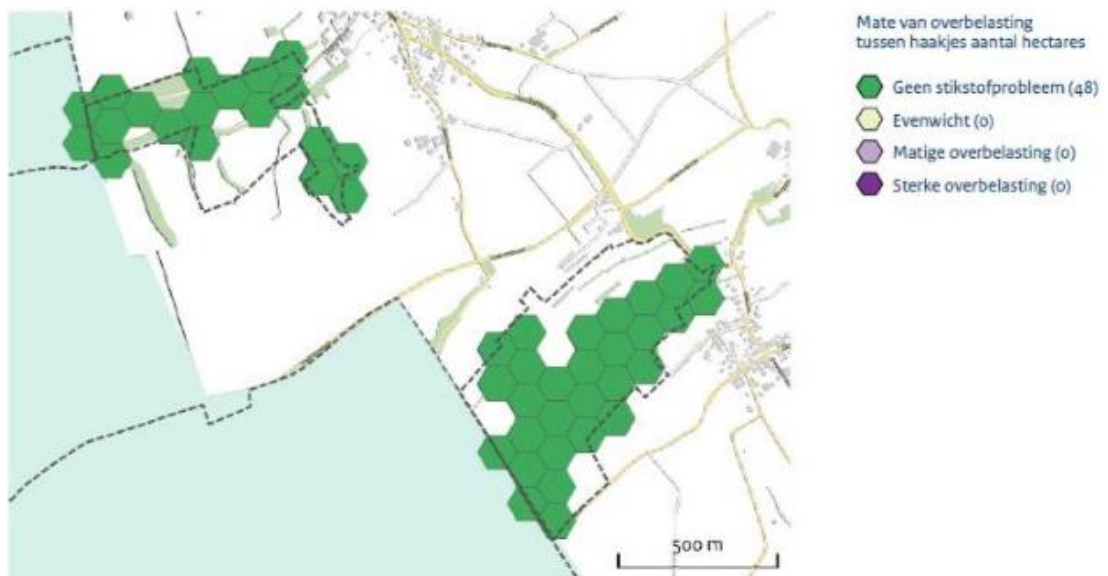 Mate van overbelasting
tussen haakjes aantal hectares
Geen stikstofprobleem (48)
Evenwicht (0)
Matige overbelasting (0)
Sterke overbelasting (0)
500 m